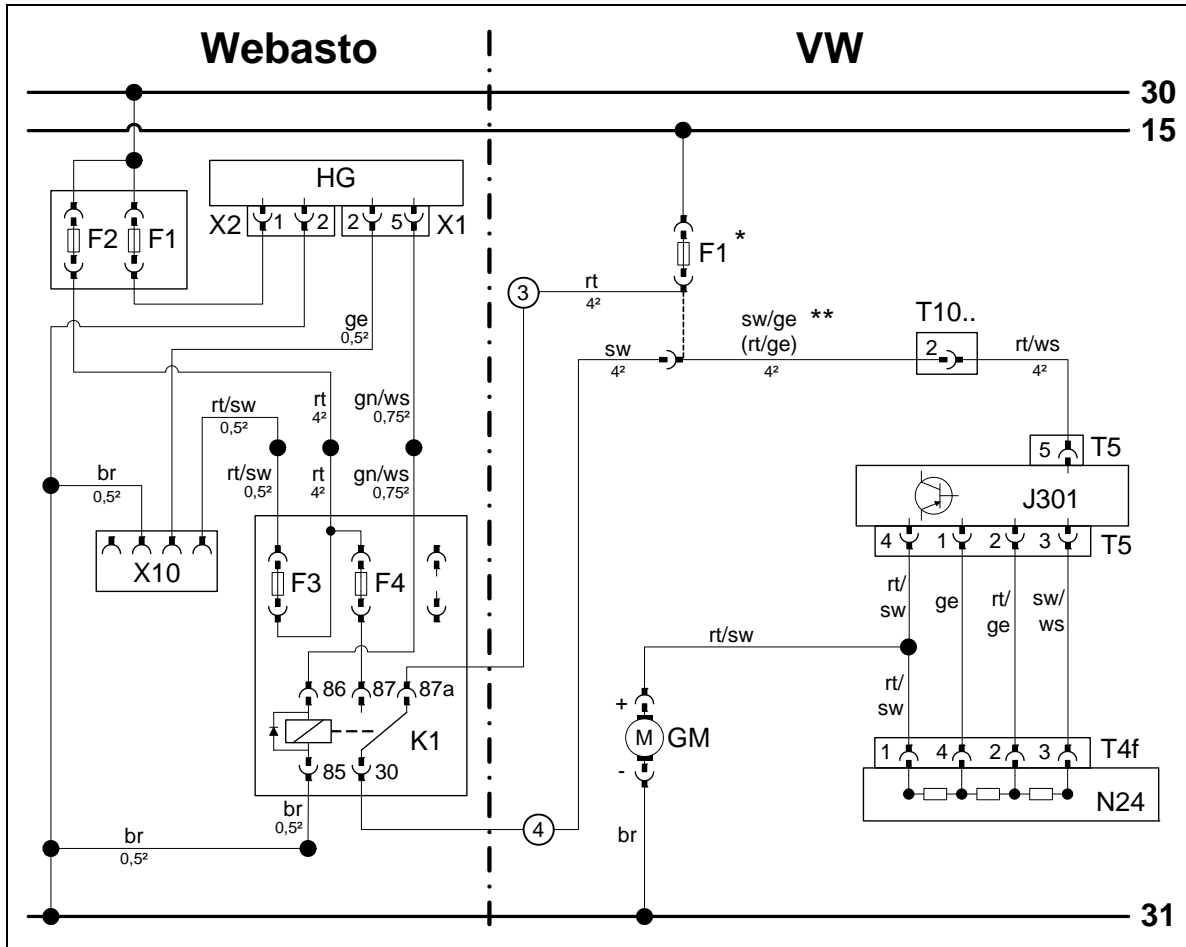 Webasto VW
30
15
HG
X2 1 2 2 5 X1
F2 F1
F1 *
3
rt
4²
ge
0,5²
sw/ge **
(rt/ge)
4²
T10..
2
sw
4²
rt/ws
4²
rt/sw
0,5²
rt
4²
gn/ws
0,75²
br
0,5²
rt/sw
0,5²
rt
4²
gn/ws
0,75²
5 T5
J301
4 1 2 3 T5
X10
F3 F4
rt/
sw
ge
rt/
ge
sw/
ws
rt/sw
86 87 87a
K1
85 30
rt/
sw
+
M GM
-
1 4 2 3 T4f
N24
br
0,5²
br
0,5²
4
br
31